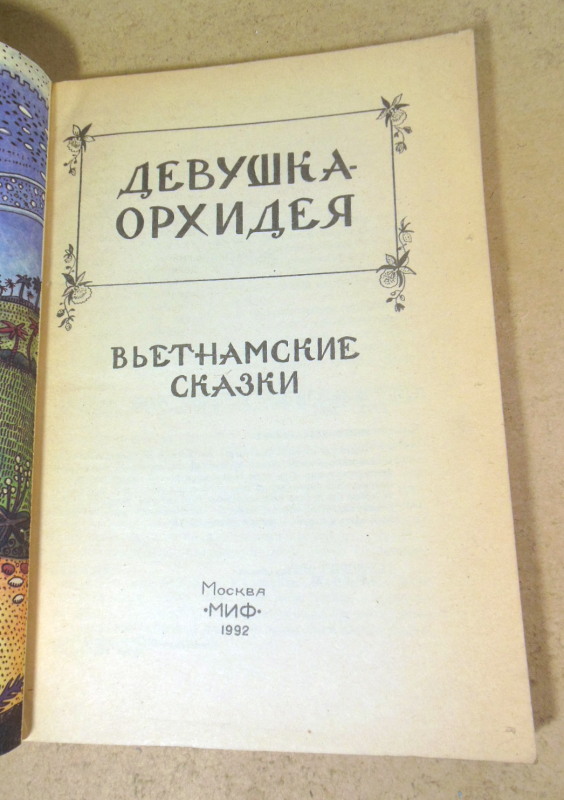 ДЕВУШКА-
ОРХИДЕЯ
ВЬЕТНАМСКИЕ
СКАЗКИ
Москва
•МИФ•
1992